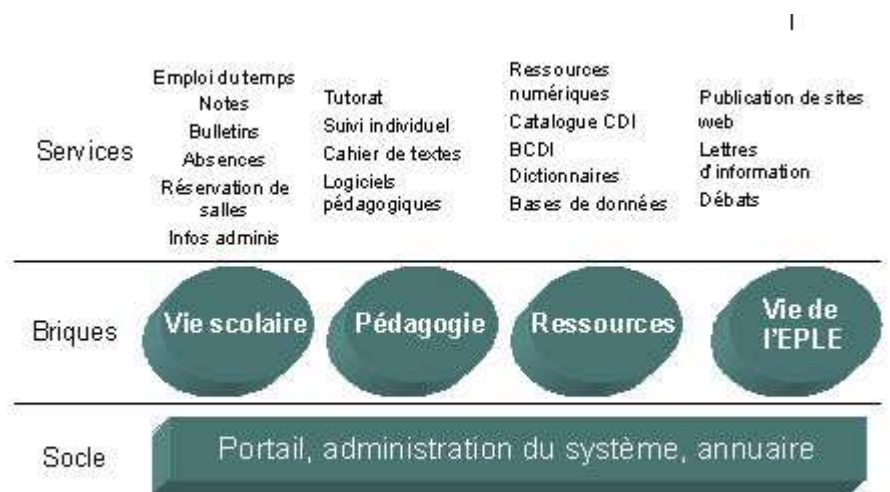 Services
Emploi du temps
Notes
Bulletins
Absences
Réservation de
salles
Infos adminis
Tutorat
Suivi individuel
Cahier de textes
Logiciels
pédagogiques
Ressources
numériques
Catalogue CDI
BCDI
Dictionnaires
Bases de données
Publication de sites
web
Lettres
d'information
Débats
Briques
Vie scolaire
Pédagogie
Ressources
Vie de
l'EPLE
Socle
Portail, administration du système, annuaire